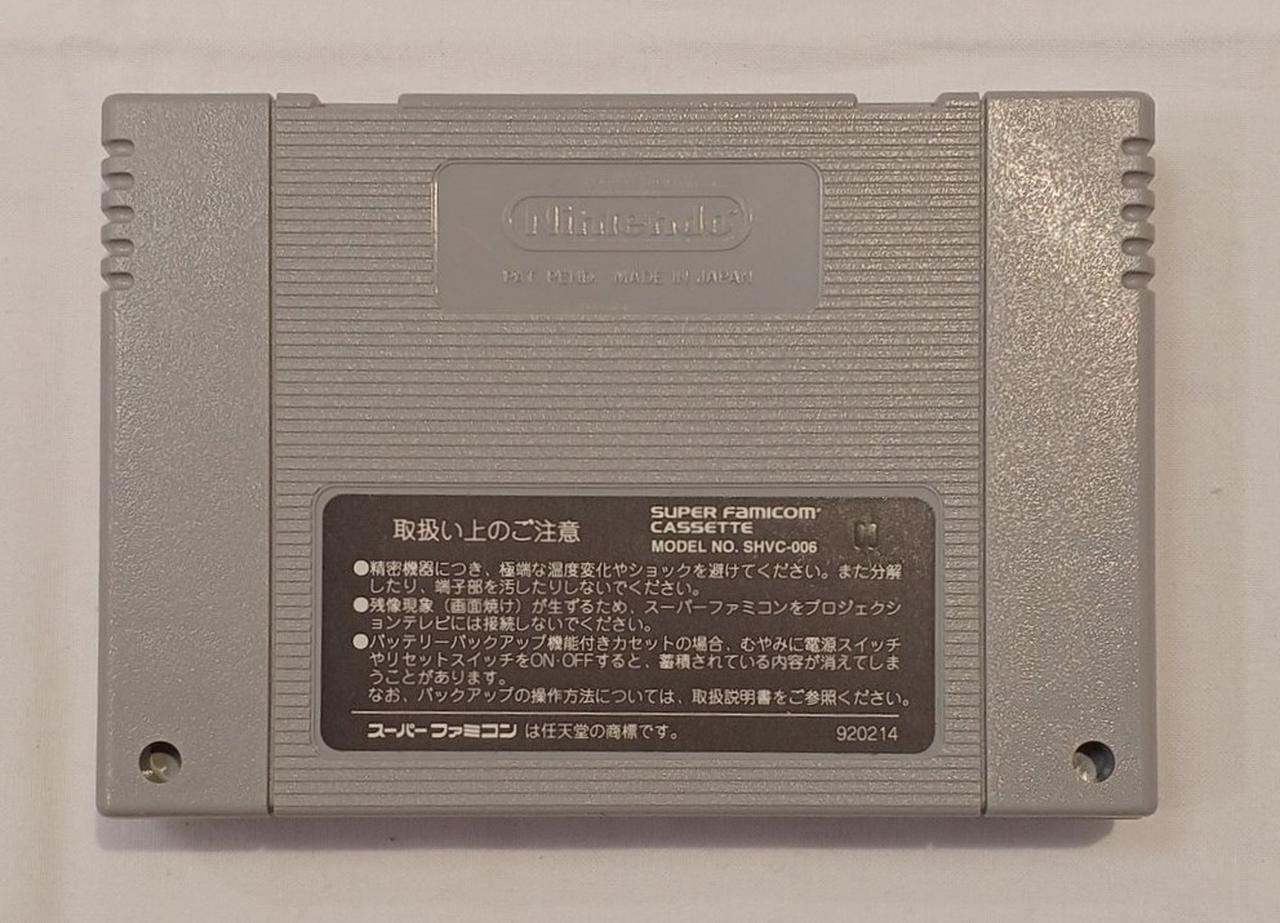 Nintendo
PAT. PEND. MADE IN JAPAN
取扱い上のご注意
SUPER FAMICOM
CASSETTE
MODEL NO. SHVC-006
●精密機器につき、極端な温度変化やショックを避けてください。また分解
したり、端子部を汚したりしないでください。
●残像現象（画面焼け）が生ずるため、スーパーファミコンをプロジェクシ
ョンテレビには接続しないでください。
●バッテリーバックアップ機能付きカセットの場合、むやみに電源スイッチ
やリセットスイッチをON·OFFすると、蓄積されている内容が消えてしま
うことがあります。
なお、バックアップの操作方法については、取扱説明書をご参照ください。
スーパーファミコン は任天堂の商標です。
920214